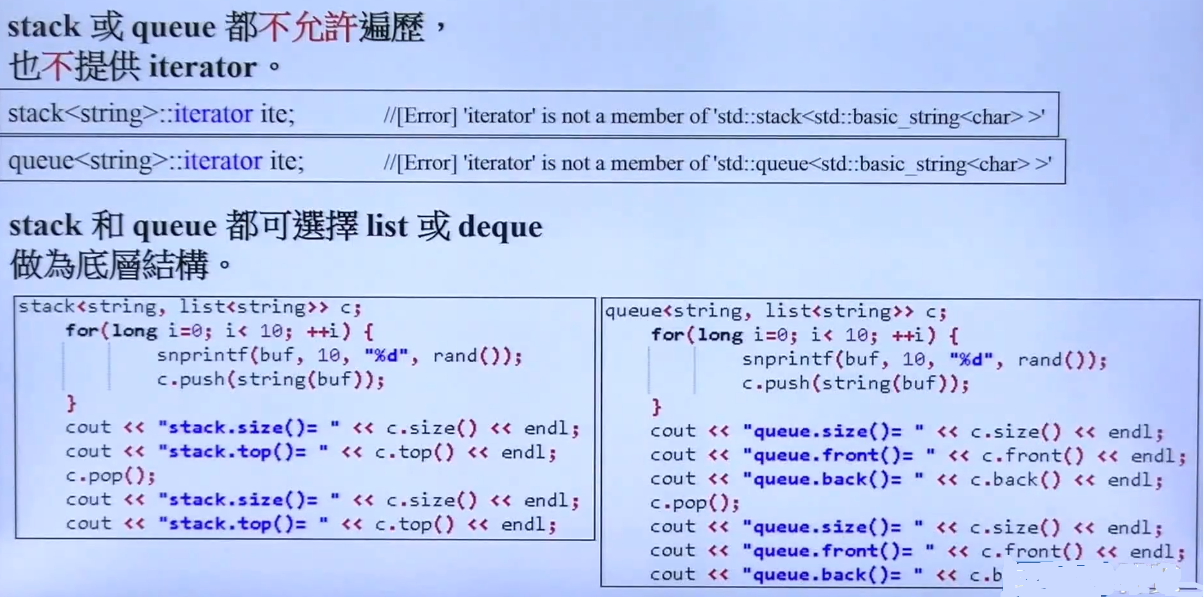 stack 或 queue 都不允許遍歷，
也不提供 iterator。
stack<string>::iterator ite; //[Error] 'iterator' is not a member of 'std::stack<std::basic_string<char> >'
queue<string>::iterator ite; //[Error] 'iterator' is not a member of 'std::queue<std::basic_string<char> >'
stack 和 queue 都可選擇 list 或 deque
做為底層結構。
stack<string, list<string>> c;
for(long i=0; i< 10; ++i) {
snprintf(buf, 10, "%d", rand());
c.push(string(buf));
}
cout << "stack.size()= " << c.size() << endl;
cout << "stack.top()= " << c.top() << endl;
c.pop();
cout << "stack.size()= " << c.size() << endl;
cout << "stack.top()= " << c.top() << endl;
queue<string, list<string>> c;
for(long i=0; i< 10; ++i) {
snprintf(buf, 10, "%d", rand());
c.push(string(buf));
}
cout << "queue.size()= " << c.size() << endl;
cout << "queue.front()= " << c.front() << endl;
cout << "queue.back()= " << c.back() << endl;
c.pop();
cout << "queue.size()= " << c.size() << endl;
cout << "queue.front()= " << c.front() << endl;
cout << "queue.back()= " << c.b